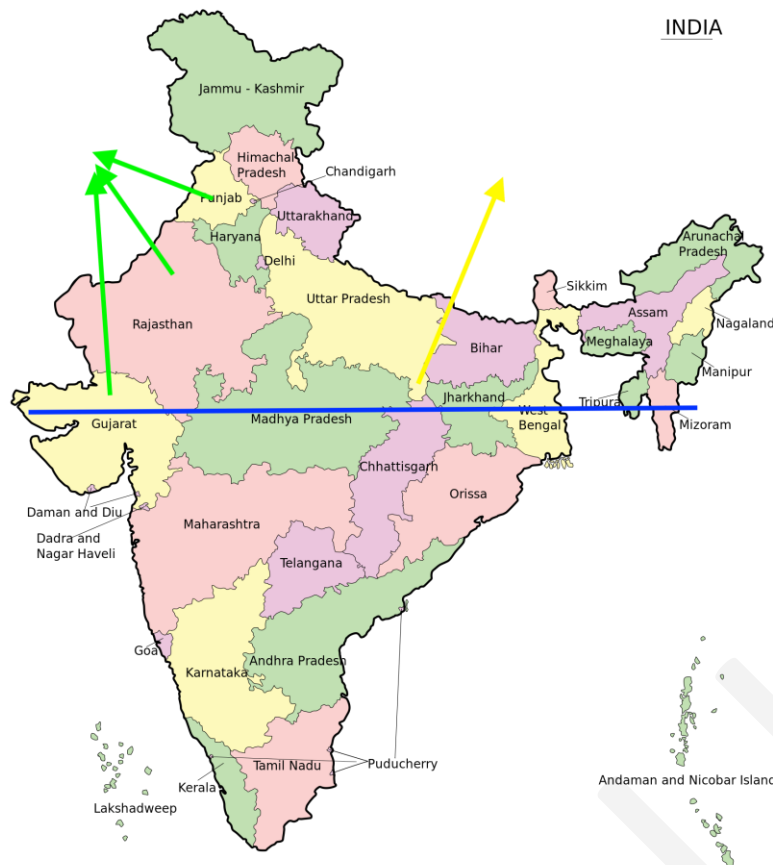 INDIA
Jammu - Kashmir
Himachal
Pradesh
Chandigarh
Punjab
Uttarakhand
Haryana
Delhi
Arunachal
Pradesh
Sikkim
Uttar Pradesh
Assam
Nagaland
Rajasthan
Bihar
Meghalaya
Manipur
Jharkhand
Tripura
Gujarat
Madhya Pradesh
West
Bengal
Mizoram
Chhattisgarh
Orissa
Daman and Diu
Maharashtra
Dadra and
Nagar Haveli
Telangana
Goa
Karnataka
Andhra Pradesh
Tamil Nadu
Puducherry
Kerala
Lakshadweep
Andaman and Nicobar Island